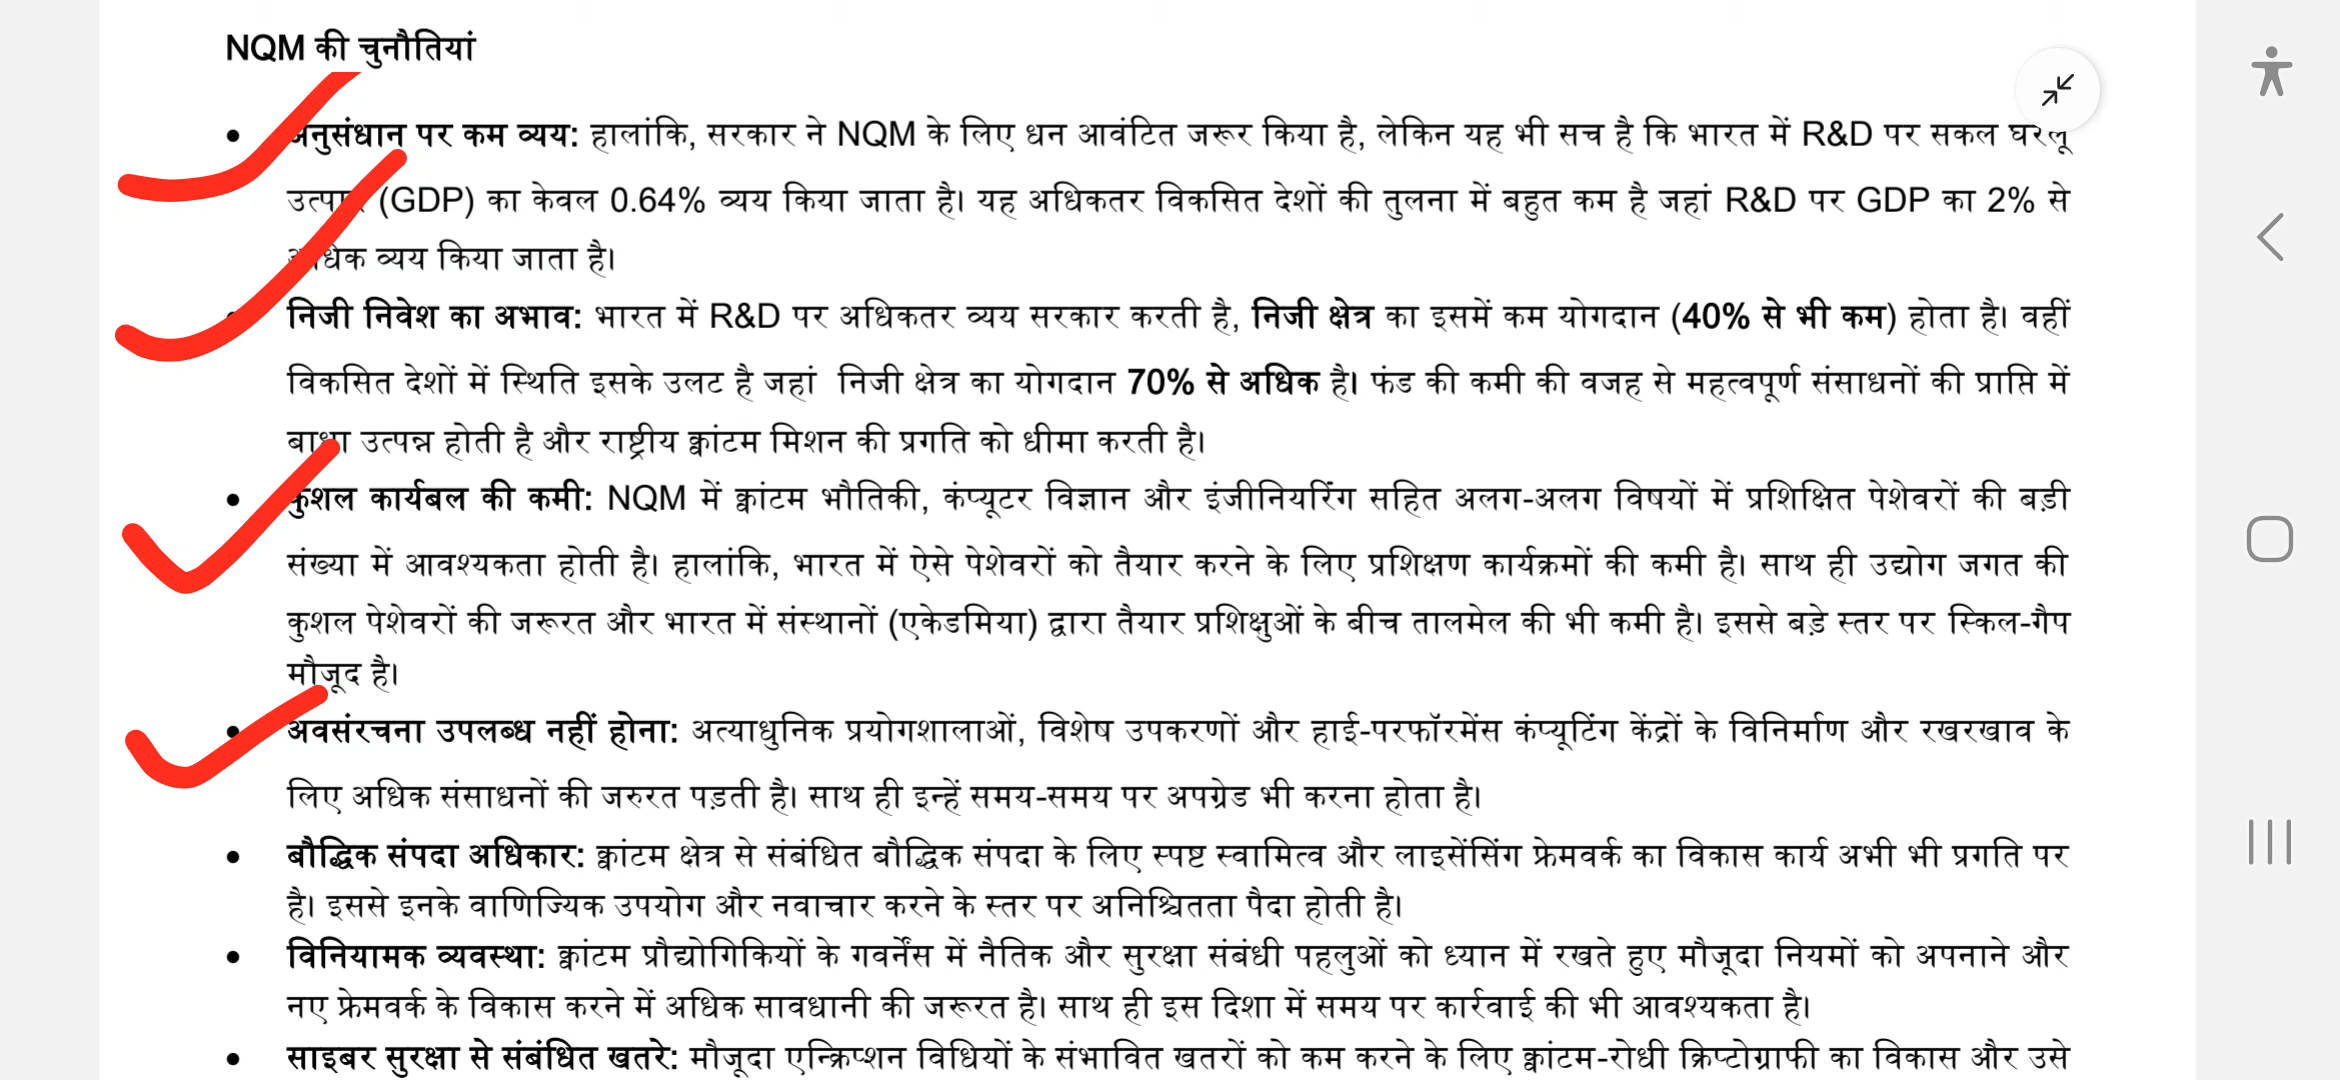 NQM की चुनौतियां
• अनुसंधान पर कम व्यय: हालांकि, सरकार ने NQM के लिए धन आवंटित जरूर किया है, लेकिन यह भी सच है कि भारत में R&D पर सकल घरेलू
उत्पाद (GDP) का केवल 0.64% व्यय किया जाता है। यह अधिकतर विकसित देशों की तुलना में बहुत कम है जहां R&D पर GDP का 2% से
अधिक व्यय किया जाता है।
• निजी निवेश का अभाव: भारत में R&D पर अधिकतर व्यय सरकार करती है, निजी क्षेत्र का इसमें कम योगदान (40% से भी कम) होता है। वहीं
विकसित देशों में स्थिति इसके उलट है जहां निजी क्षेत्र का योगदान 70% से अधिक है। फंड की कमी की वजह से महत्वपूर्ण संसाधनों की प्राप्ति में
बाधा उत्पन्न होती है और राष्ट्रीय क्वांटम मिशन की प्रगति को धीमा करती है।
• कुशल कार्यबल की कमी: NQM में क्वांटम भौतिकी, कंप्यूटर विज्ञान और इंजीनियरिंग सहित अलग-अलग विषयों में प्रशिक्षित पेशेवरों की बड़ी
संख्या में आवश्यकता होती है। हालांकि, भारत में ऐसे पेशेवरों को तैयार करने के लिए प्रशिक्षण कार्यक्रमों की कमी है। साथ ही उद्योग जगत की
कुशल पेशेवरों की जरूरत और भारत में संस्थानों (एकेडमिया) द्वारा तैयार प्रशिक्षुओं के बीच तालमेल की भी कमी है। इससे बड़े स्तर पर स्किल-गैप
मौजूद है।
• अवसंरचना उपलब्ध नहीं होना: अत्याधुनिक प्रयोगशालाओं, विशेष उपकरणों और हाई-परफॉरमेंस कंप्यूटिंग केंद्रों के विनिर्माण और रखरखाव के
लिए अधिक संसाधनों की जरुरत पड़ती है। साथ ही इन्हें समय-समय पर अपग्रेड भी करना होता है।
• बौद्धिक संपदा अधिकार: क्वांटम क्षेत्र से संबंधित बौद्धिक संपदा के लिए स्पष्ट स्वामित्व और लाइसेंसिंग फ्रेमवर्क का विकास कार्य अभी भी प्रगति पर
है। इससे इनके वाणिज्यिक उपयोग और नवाचार करने के स्तर पर अनिश्चितता पैदा होती है।
• विनियामक व्यवस्था: क्वांटम प्रौद्योगिकियों के गवर्नेंस में नैतिक और सुरक्षा संबंधी पहलुओं को ध्यान में रखते हुए मौजूदा नियमों को अपनाने और
नए फ्रेमवर्क के विकास करने में अधिक सावधानी की जरूरत है। साथ ही इस दिशा में समय पर कार्रवाई की भी आवश्यकता है।
• साइबर सुरक्षा से संबंधित खतरे: मौजूदा एन्क्रिप्शन विधियों के संभावित खतरों को कम करने के लिए क्वांटम-रोधी क्रिप्टोग्राफी का विकास और उसे